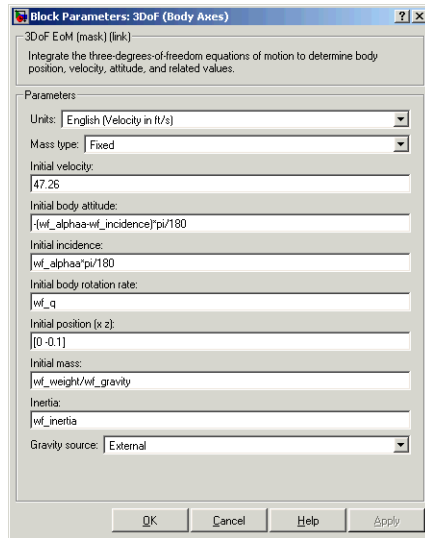 Block Parameters: 3DoF (Body Axes)
3DoF EoM (mask) (link)
Integrate the three-degrees-of-freedom equations of motion to determine body
position, velocity, attitude, and related values.
Parameters
Units: English (Velocity in ft/s)
Mass type: Fixed
Initial velocity:
47.26
Initial body attitude:
-(wf_alphaa-wf_incidence)*pi/180
Initial incidence:
wf_alphaa*pi/180
Initial body rotation rate:
wf_q
Initial position (x z):
[0 -0.1]
Initial mass:
wf_weight/wf_gravity
Inertia:
wf_inertia
Gravity source: External
OK Cancel Help Apply